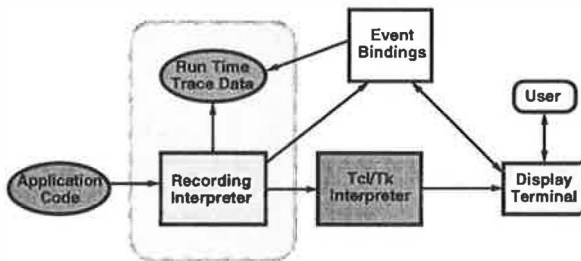 Event
Bindings
Run Time
Trace Data
User
Application
Code
Recording
Interpreter
Tcl/Tk
Interpreter
Display
Terminal